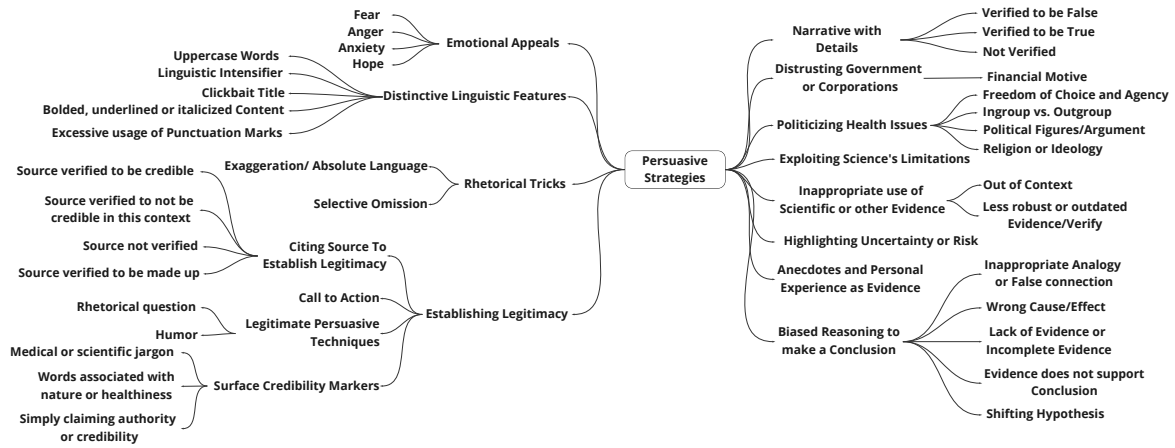 Fear
Anger
Anxiety
Hope
Emotional Appeals
Uppercase Words
Linguistic Intensifier
Clickbait Title
Bolded, underlined or italicized Content
Excessive usage of Punctuation Marks
Distinctive Linguistic Features
Exaggeration/ Absolute Language
Selective Omission
Rhetorical Tricks
Source verified to be credible
Source verified to not be
credible in this context
Source not verified
Source verified to be made up
Citing Source To
Establish Legitimacy
Call to Action
Rhetorical question
Humor
Legitimate Persuasive
Techniques
Medical or scientific jargon
Words associated with
nature or healthiness
Simply claiming authority
or credibility
Surface Credibility Markers
Establishing Legitimacy
Persuasive
Strategies
Narrative with
Details
Verified to be False
Verified to be True
Not Verified
Distrusting Government
or Corporations
Financial Motive
Politicizing Health Issues
Freedom of Choice and Agency
Ingroup vs. Outgroup
Political Figures/Argument
Religion or Ideology
Exploiting Science's Limitations
Inappropriate use of
Scientific or other Evidence
Out of Context
Less robust or outdated
Evidence/Verify
Highlighting Uncertainty or Risk
Anecdotes and Personal
Experience as Evidence
Biased Reasoning to
make a Conclusion
Inappropriate Analogy
or False connection
Wrong Cause/Effect
Lack of Evidence or
Incomplete Evidence
Evidence does not support
Conclusion
Shifting Hypothesis